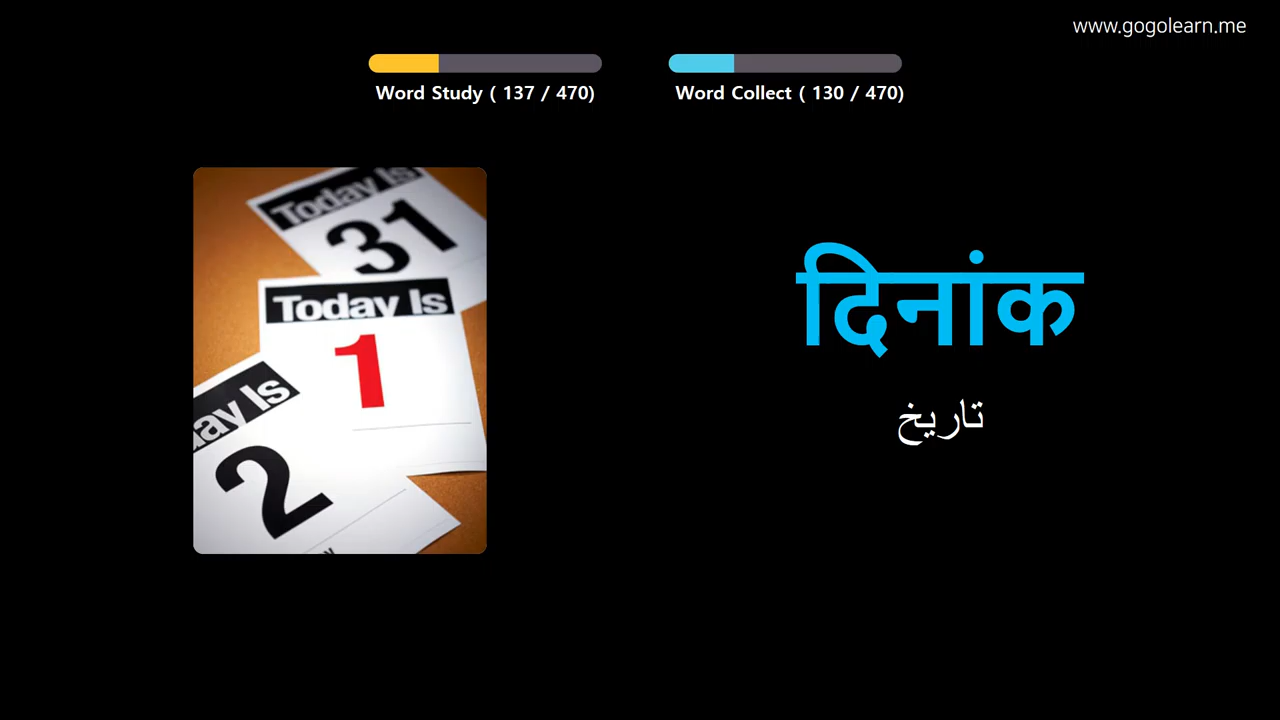 www.gogolearn.me
Word Study ( 137 / 470)
Word Collect ( 130 / 470)
Today Is
31
Today Is
1
ay Is
2
दिनांक
تاريخ